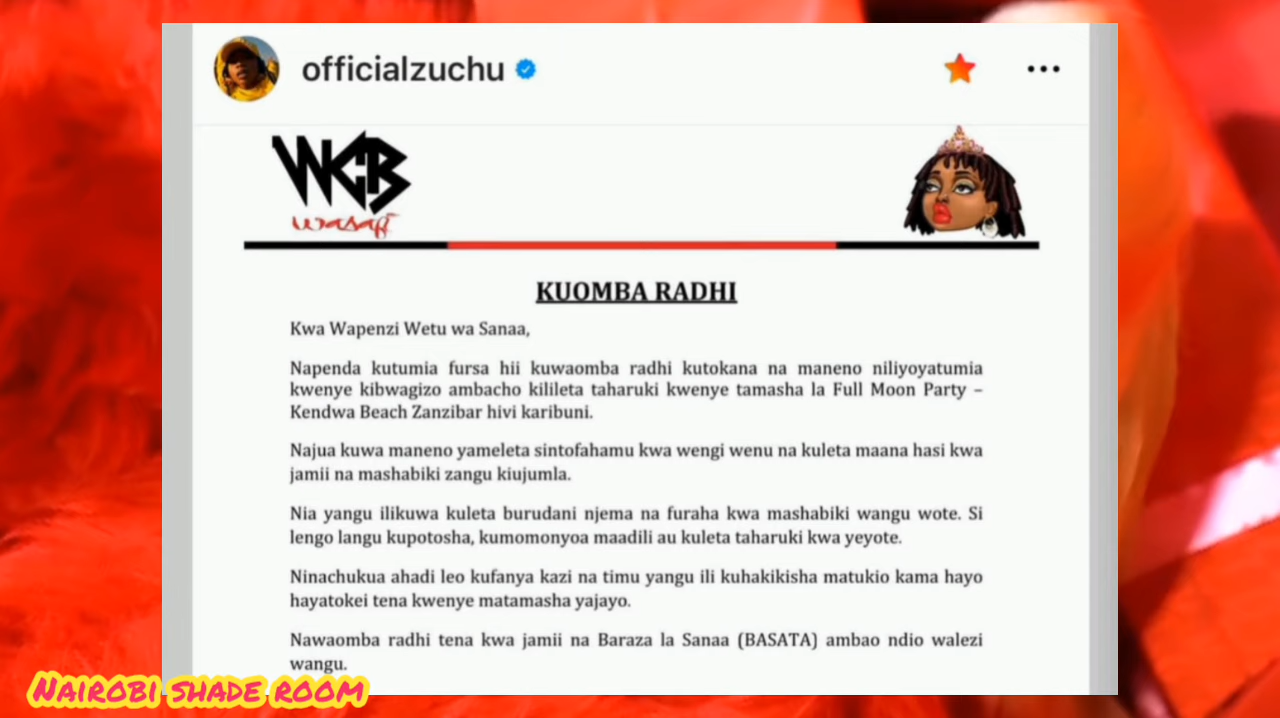 officialzuchu
WCB
wasafi
KUOMBA RADHI
Kwa Wapenzi Wetu wa Sanaa,
Napenda kutumia fursa hii kuwaomba radhi kutokana na maneno niliyoyatumia
kwenye kibwagizo ambacho kilileta taharuki kwenye tamasha la Full Moon Party –
Kendwa Beach Zanzibar hivi karibuni.
Najua kuwa maneno yameleta sintofahamu kwa wengi wenu na kuleta maana hasi kwa
jamii na mashabiki zangu kiujumla.
Nia yangu ilikuwa kuleta burudani njema na furaha kwa mashabiki wangu wote. Si
lengo langu kupotosha, kumomonyoa maadili au kuleta taharuki kwa yeyote.
Ninachukua ahadi leo kufanya kazi na timu yangu ili kuhakikisha matukio kama hayo
hayatokei tena kwenye matamasha yajayo.
Nawaomba radhi tena kwa jamii na Baraza la Sanaa (BASATA) ambao ndio walezi
wangu.
NAIROBI SHADE ROOM